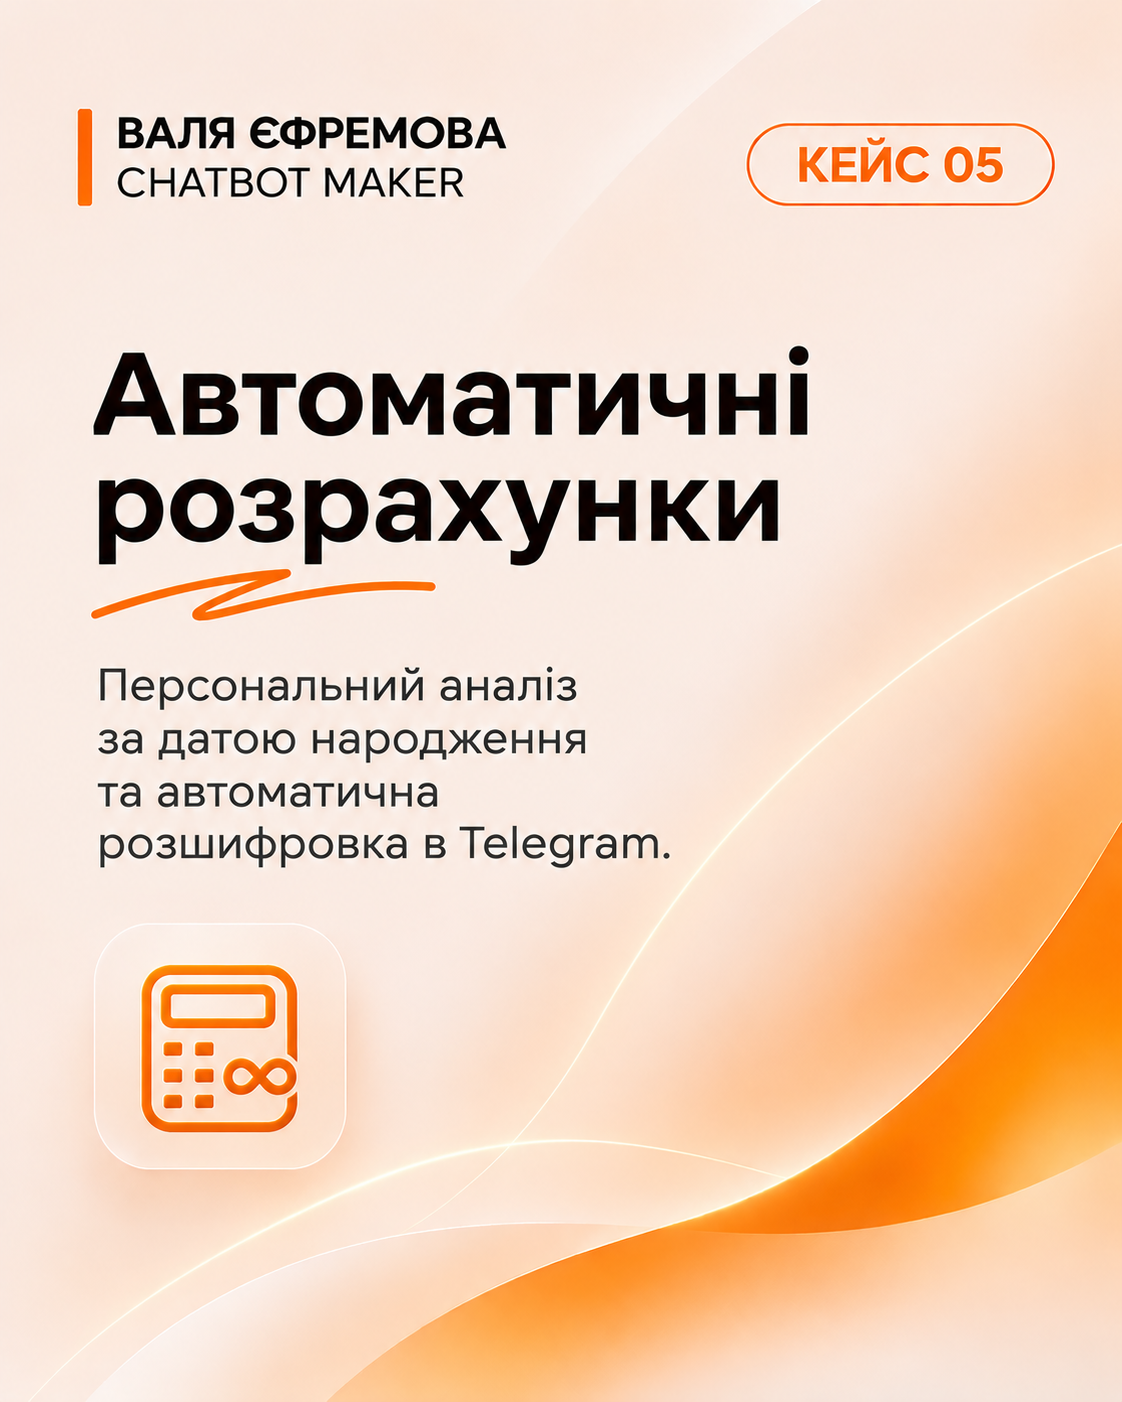 ВАЛЯ ЄФРЕМОВА
CHATBOT MAKER
КЕЙС 05
Автоматичні
розрахунки
Персональний аналіз
за датою народження
та автоматична
розшифровка в Telegram.